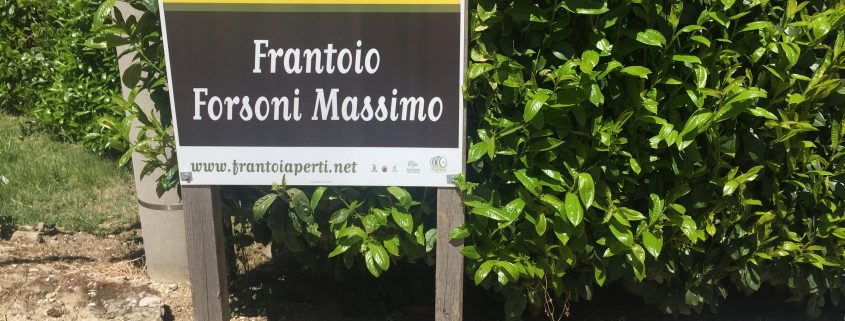 Frantoio
Forsoni Massimo
www.frantoiaperti.net